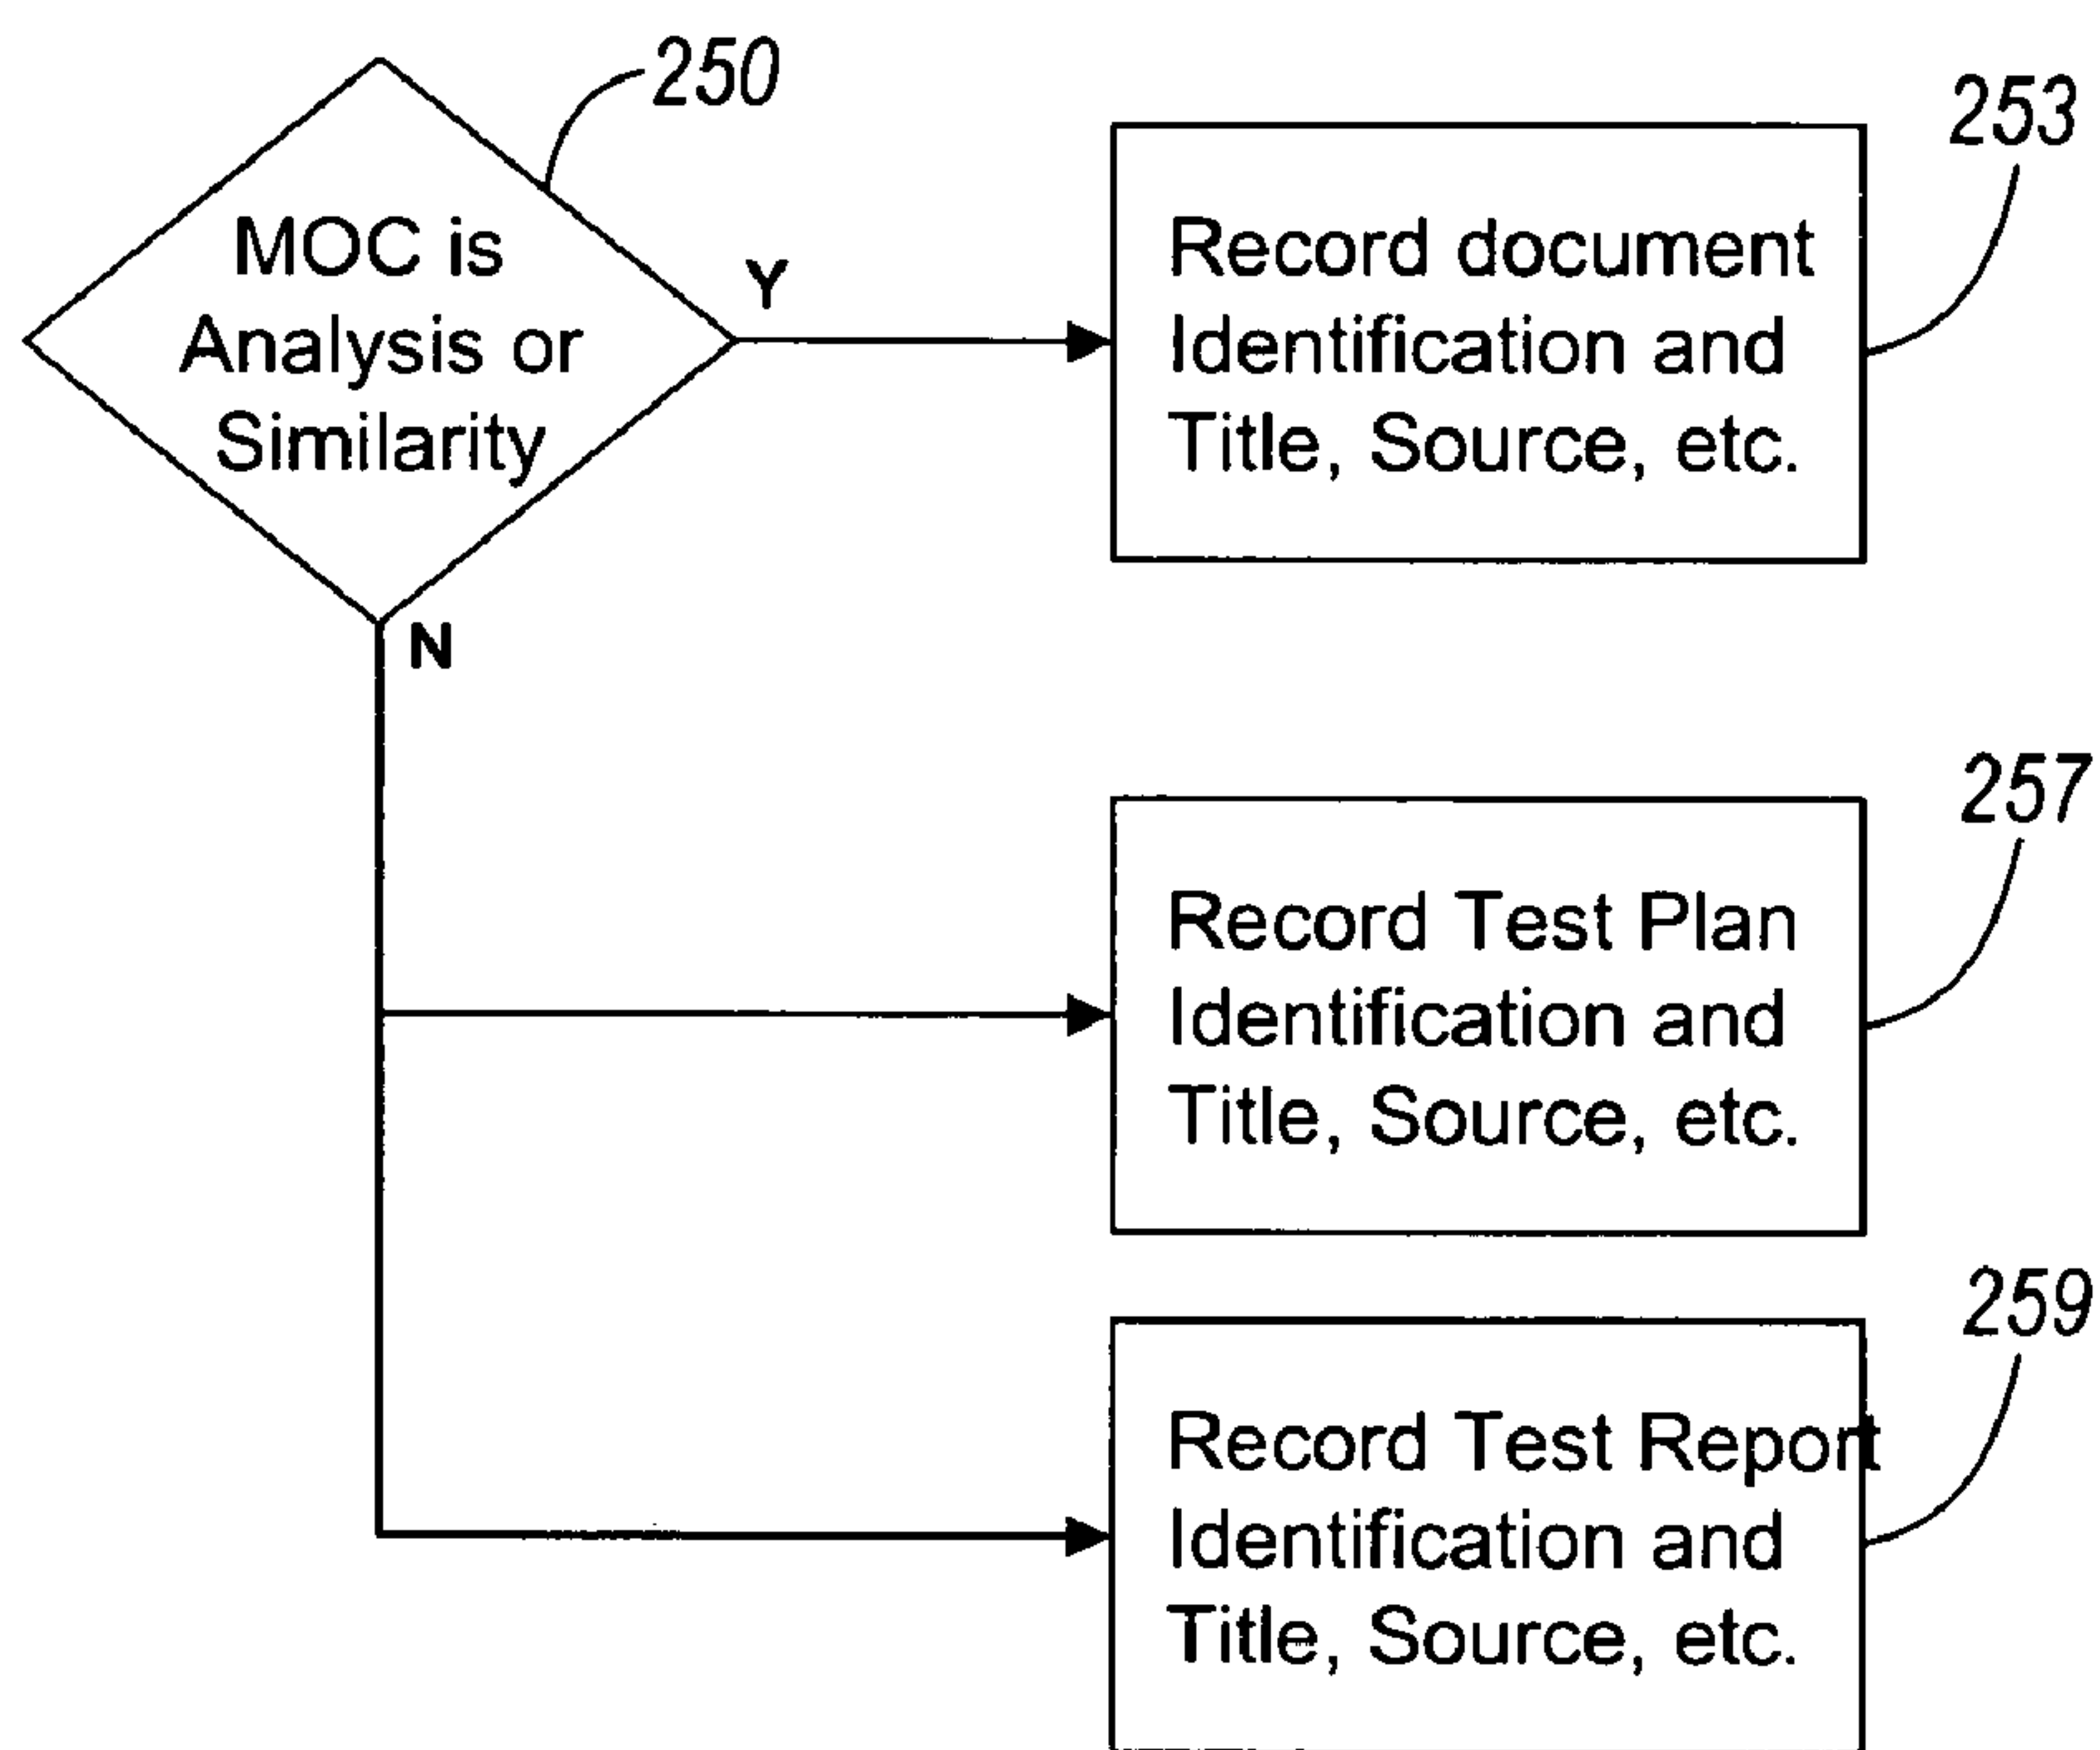 250
MOC is
Analysis or
Similarity
Y
N
253
Record document
Identification and
Title, Source, etc.
257
Record Test Plan
Identification and
Title, Source, etc.
259
Record Test Report
Identification and
Title, Source, etc.